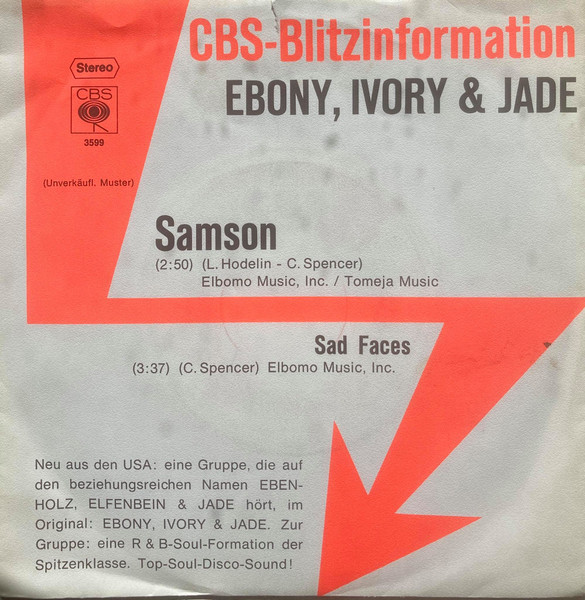 CBS-Blitzinformation
EBONY, IVORY & JADE
Stereo
CBS
3599
(Unverkäufl. Muster)
Samson
(2:50) (L. Hodelin - C. Spencer)
Elbomo Music, Inc. / Tomeja Music
Sad Faces
(3:37) (C. Spencer) Elbomo Music, Inc.
Neu aus den USA: eine Gruppe, die auf
den beziehungsreichen Namen EBEN-
HOLZ, ELFENBEIN & JADE hört, im
Original: EBONY, IVORY & JADE. Zur
Gruppe: eine R & B-Soul-Formation der
Spitzenklasse. Top-Soul-Disco-Sound!